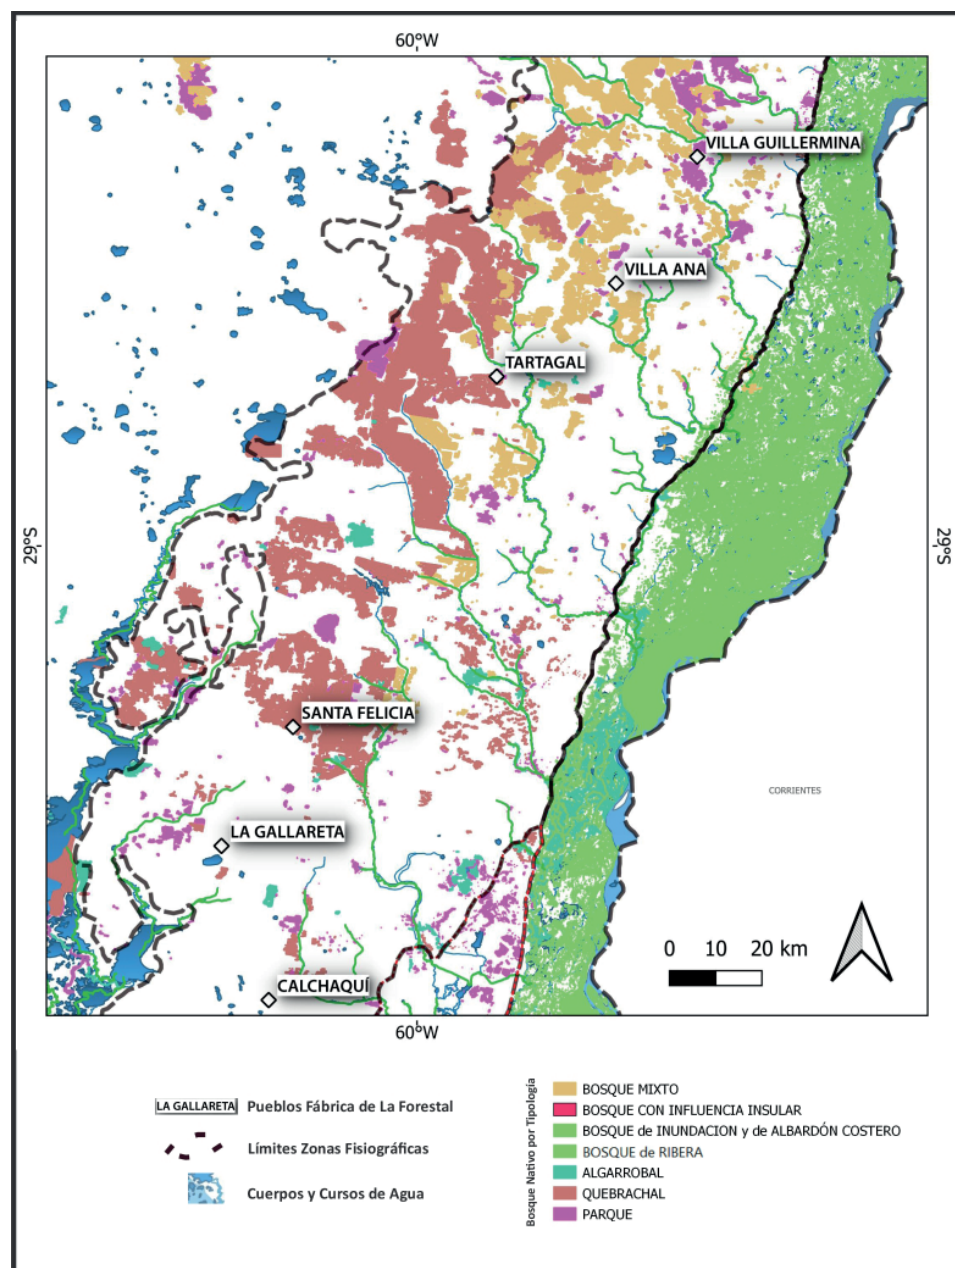 60°W
VILLA GUILLERMINA
VILLA ANA
TARTAGAL
29°S
29°S
SANTA FELICIA
CORRIENTES
LA GALLARETA
0 10 20 km
CALCHAQUÍ
60°W
LA GALLARETA Pueblos Fábrica de La Forestal
Límites Zonas Fisiográficas
Cuerpos y Cursos de Agua
Bosque Nativo por Tipologia
BOSQUE MIXTO
BOSQUE CON INFLUENCIA INSULAR
BOSQUE de INUNDACION y de ALBARDÓN COSTERO
BOSQUE de RIBERA
ALGARROBAL
QUEBRACHAL
PARQUE